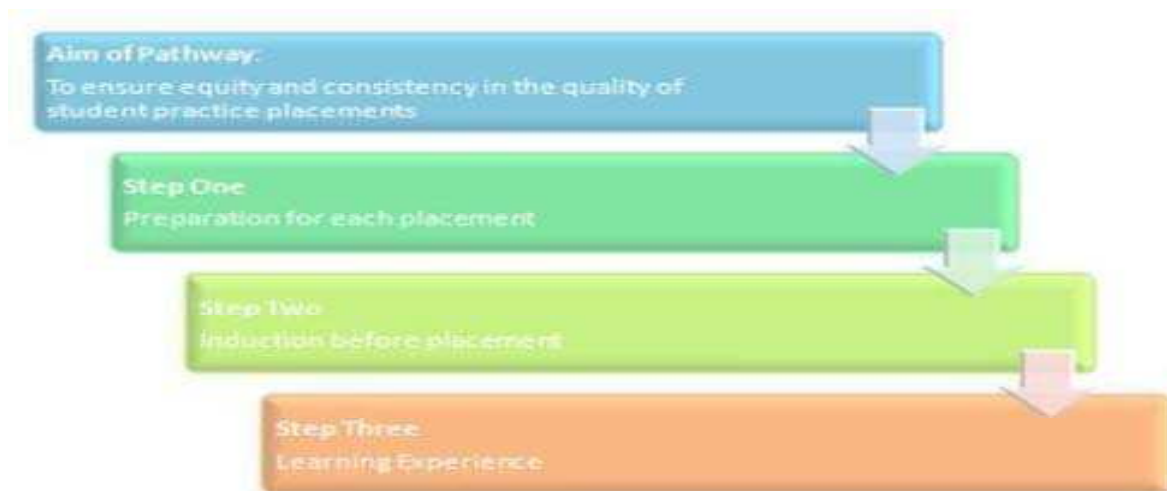 Aim of Pathway:
To ensure equity and consistency in the quality of
student practice placements
Step One
Preparation for each placement
Step Two
Induction before placement
Step Three
Learning Experience